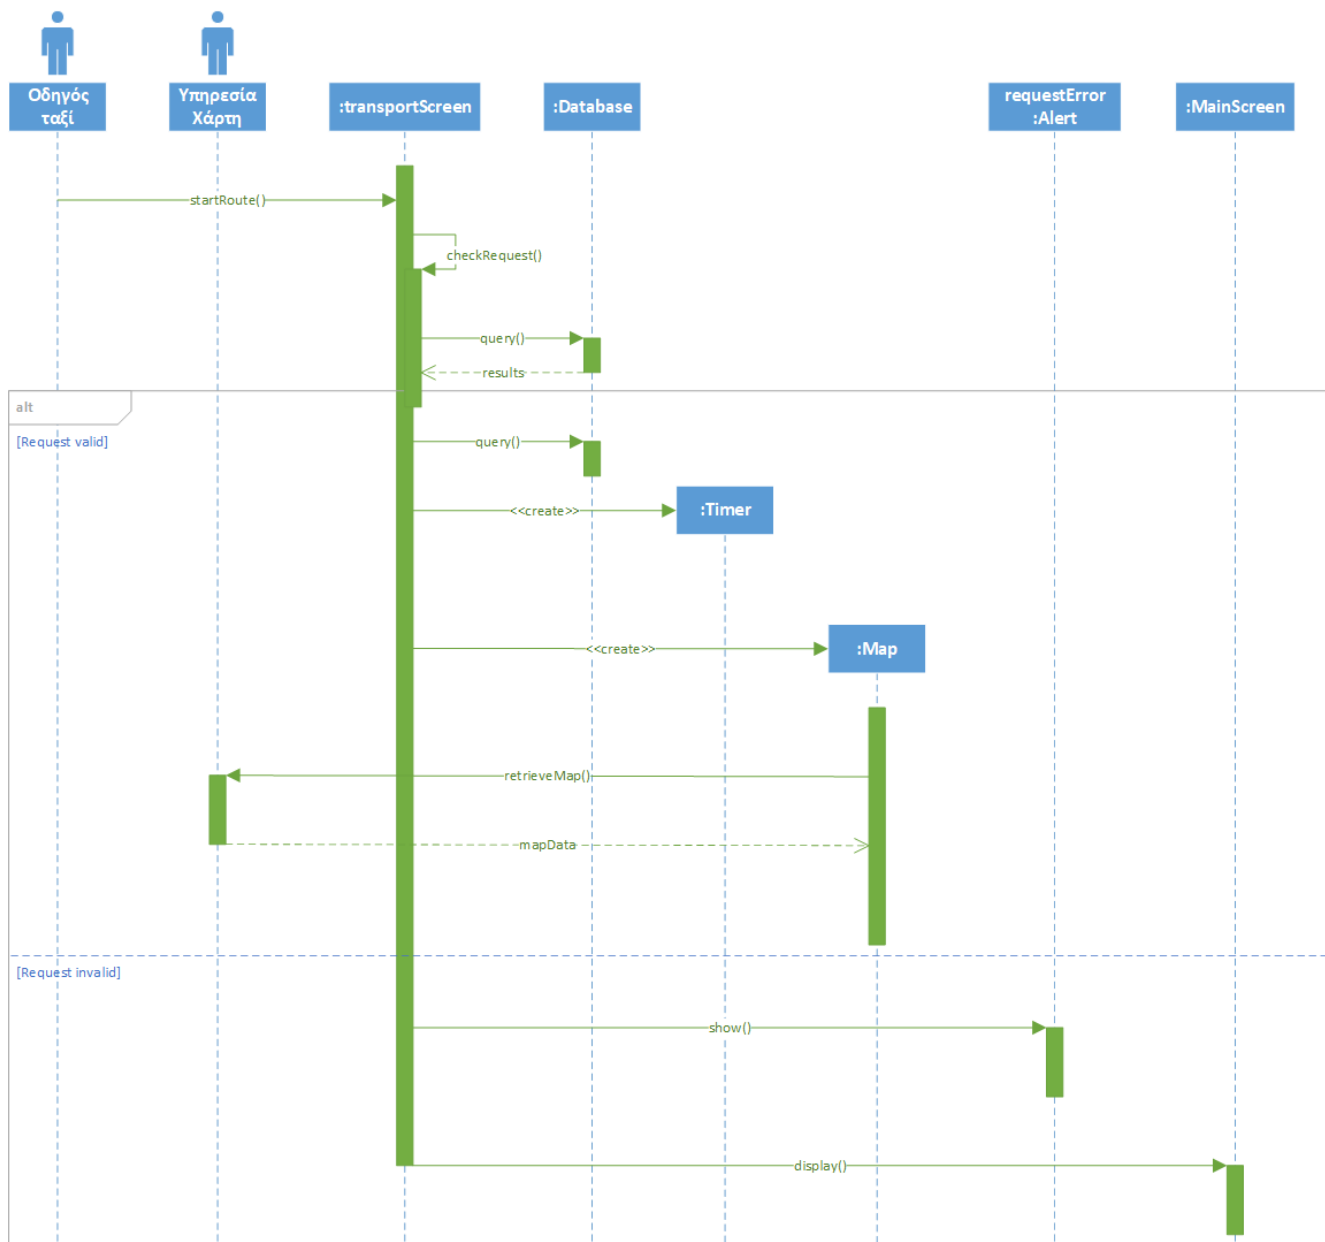 Οδηγός
ταξί
Υπηρεσία
Χάρτη
:transportScreen
:Database
requestError
:Alert
:MainScreen
startRoute()
checkRequest()
query()
results
alt
[Request valid]
query()
<<create>>
:Timer
<<create>>
:Map
retrieveMap()
mapData
[Request invalid]
show()
display()